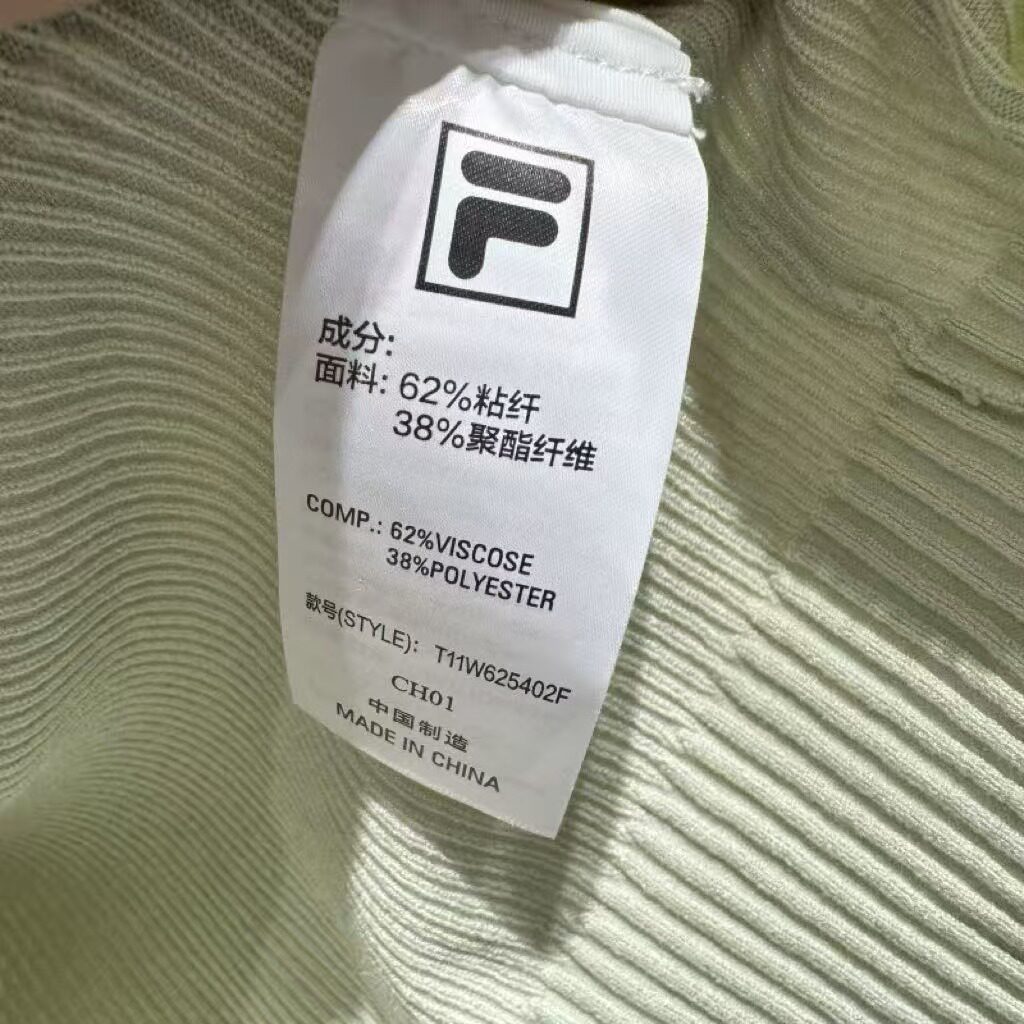 成分:
面料: 62%粘纤
38%聚酯纤维
COMP.: 62%VISCOSE
38%POLYESTER
款号(STYLE): T11W625402F
CH01
中国制造
MADE IN CHINA